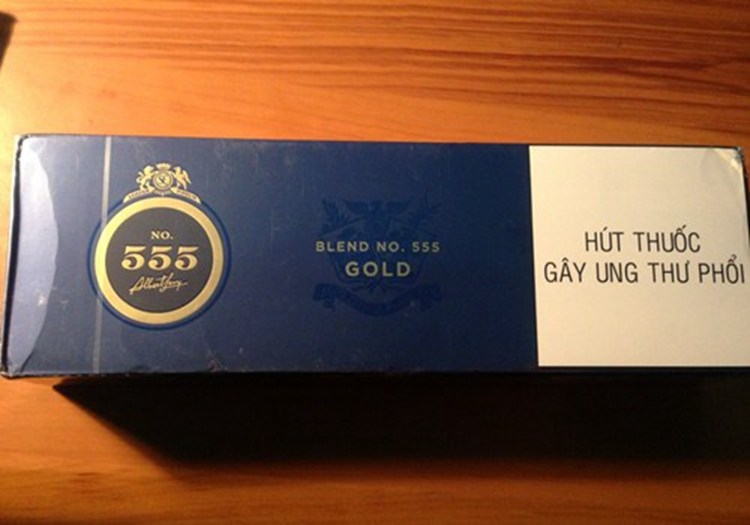 NO.
555
BLEND NO. 555
GOLD
HÚT THUỐC
GÂY UNG THƯ PHỔI